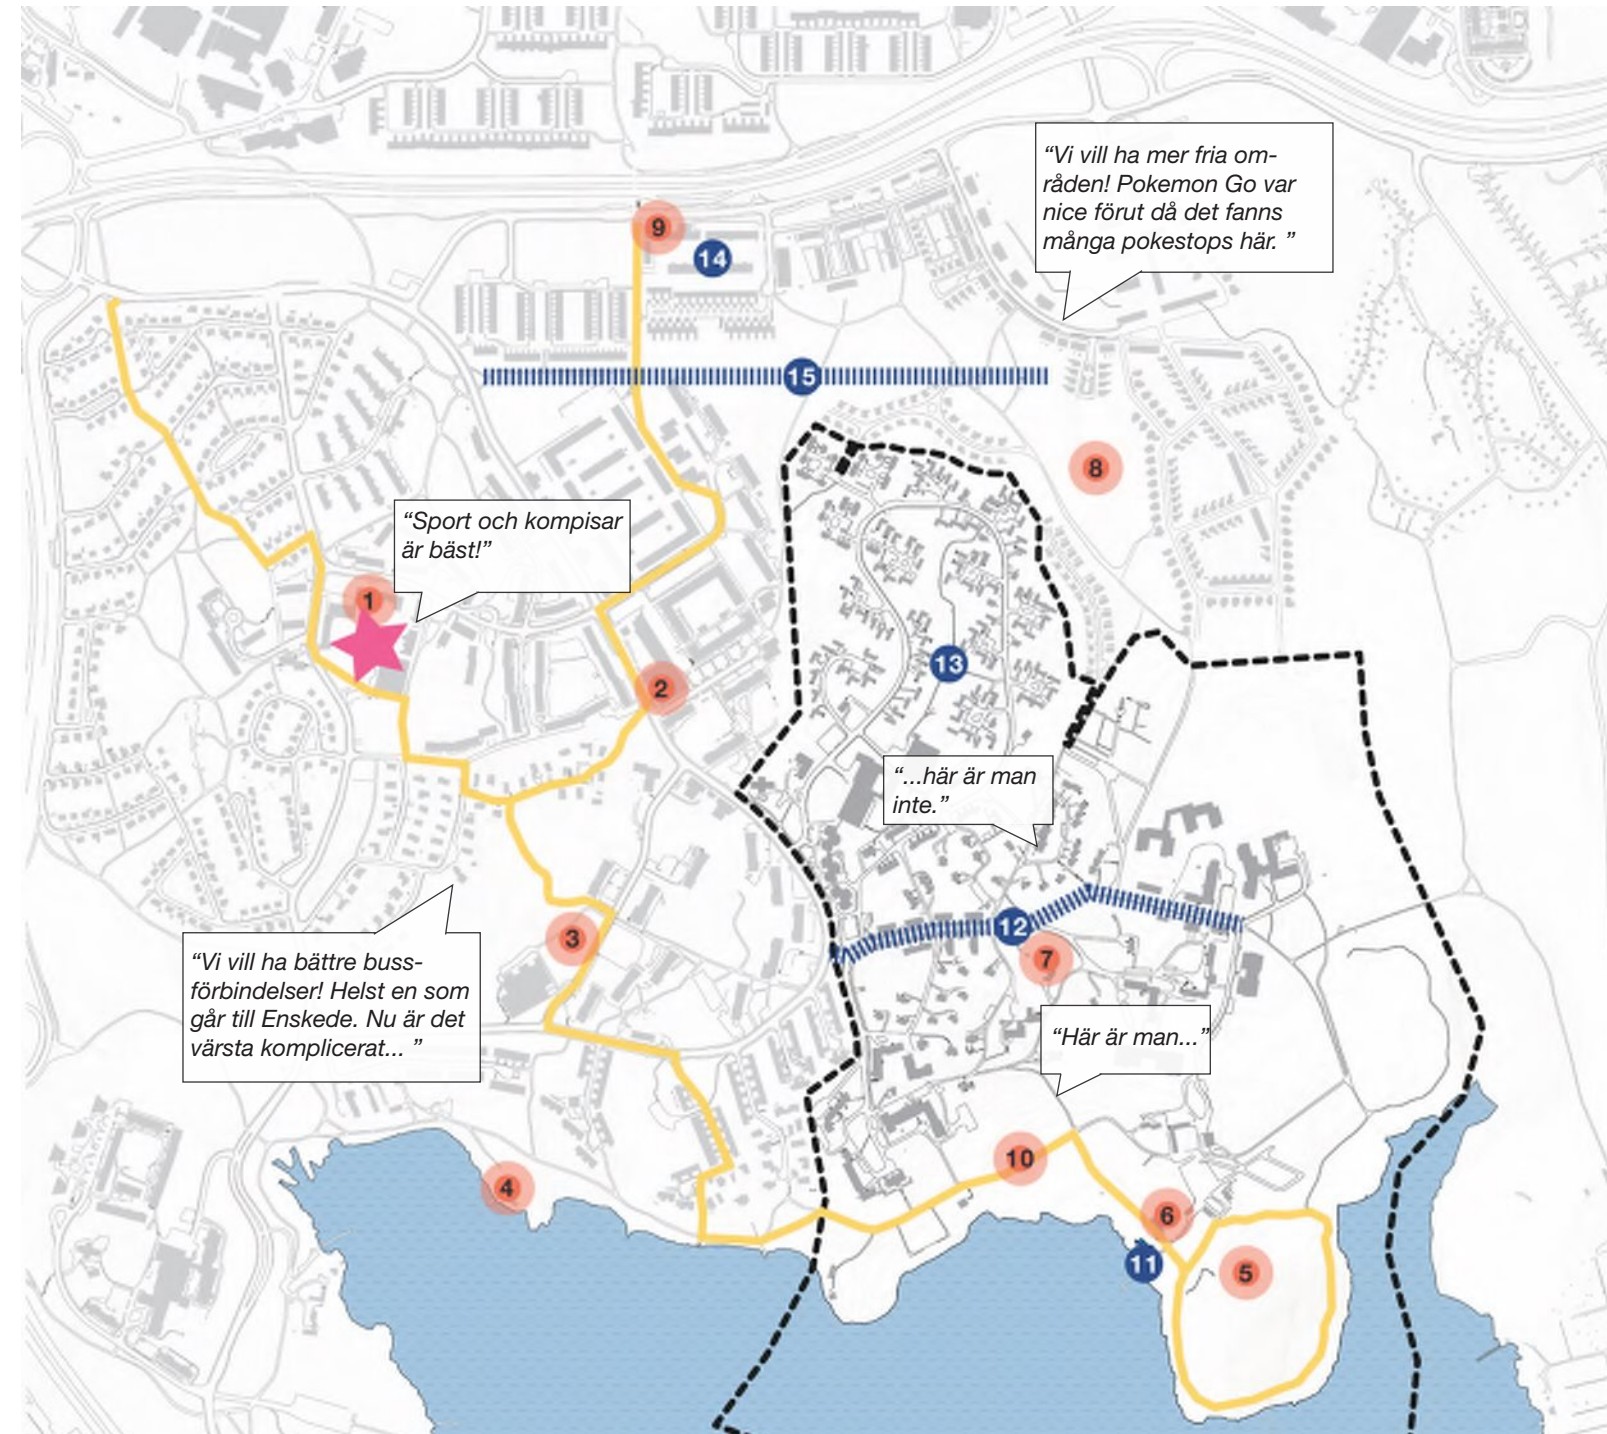 “Vi vill ha mer fria om-
råden! Pokemon Go var
nice förut då det fanns
många pokestops här. ”
9
14
15
8
“Sport och kompisar
är bäst!”
1
13
2
“...här är man
inte.”
12
3
7
“Vi vill ha bättre buss-
förbindelser! Helst en som
går till Enskede. Nu är det
värsta komplicerat... ”
“Här är man...”
10
4
6
11
5